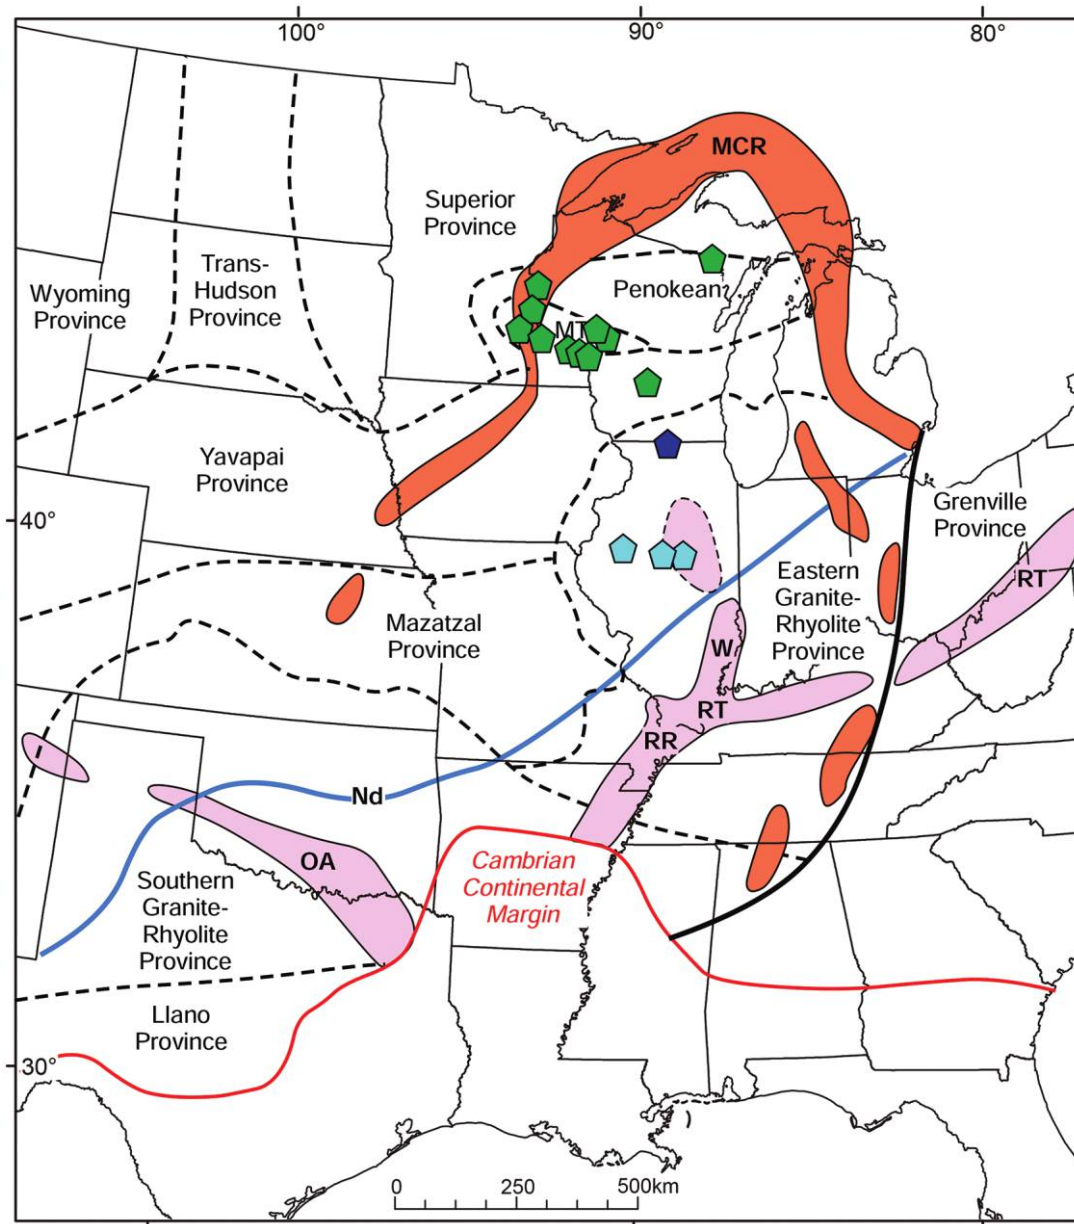 100°
90°
80°
MCR
Superior
Province
Trans-
Hudson
Province
Wyoming
Province
Penokean
MT
Yavapai
Province
Grenville
Province
40°
RT
Eastern
Granite-
Rhyolite
Province
Mazatzal
Province
W
RT
RR
Nd
OA
Cambrian
Continental
Margin
Southern
Granite-
Rhyolite
Province
Llano
Province
30°
0
250
500km